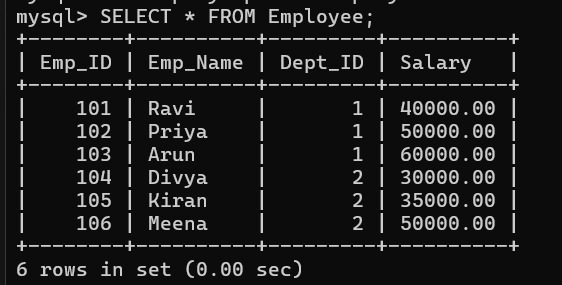 mysql> SELECT * FROM Employee;
+--------+----------+---------+----------+
| Emp_ID | Emp_Name | Dept_ID | Salary   |
+--------+----------+---------+----------+
|    101 | Ravi     |       1 | 40000.00 |
|    102 | Priya    |       1 | 50000.00 |
|    103 | Arun     |       1 | 60000.00 |
|    104 | Divya    |       2 | 30000.00 |
|    105 | Kiran    |       2 | 35000.00 |
|    106 | Meena    |       2 | 50000.00 |
+--------+----------+---------+----------+
6 rows in set (0.00 sec)